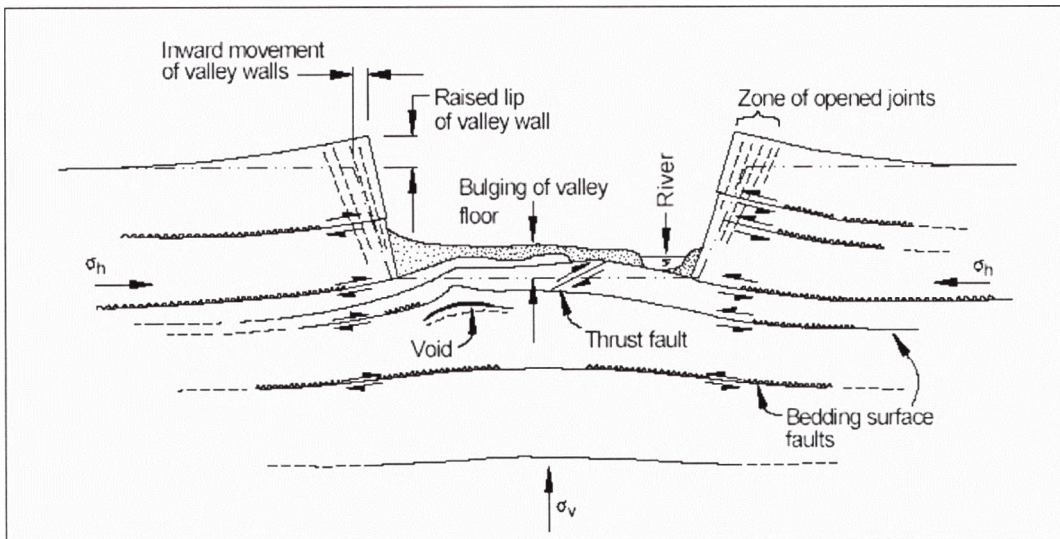 Inward movement
of valley walls
Raised lip
of valley wall
Zone of opened joints
Bulging of valley
floor
River
σh
σh
Void
Thrust fault
Bedding surface
faults
σv